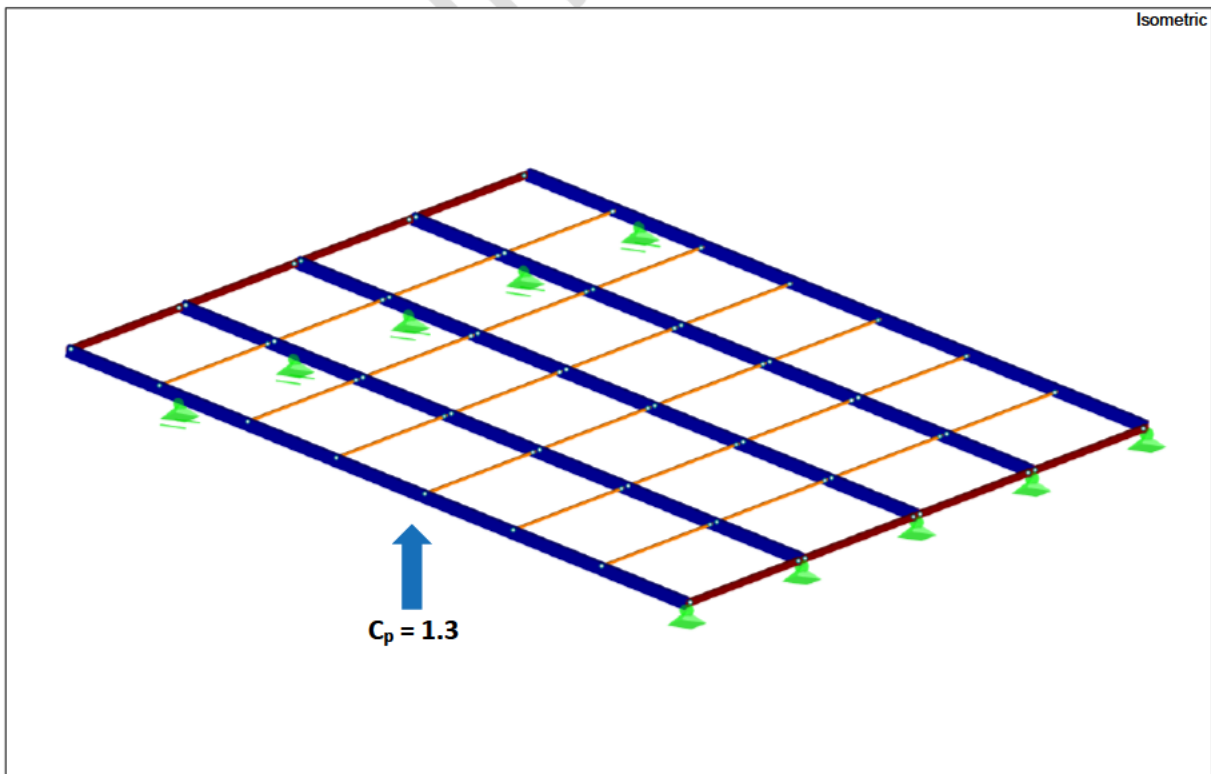 Isometric
Cₚ = 1.3